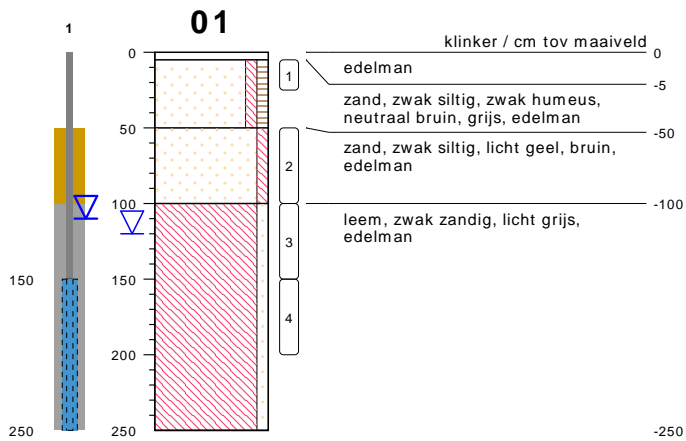 01
1
klinker / cm tov maaiveld
0
0
edelman
-5
1
zand, zwak siltig, zwak humeus,
neutraal bruin, grijs, edelman
50
-50
zand, zwak siltig, licht geel, bruin,
edelman
2
100
-100
leem, zwak zandig, licht grijs,
edelman
3
150
150
4
200
250
250
-250